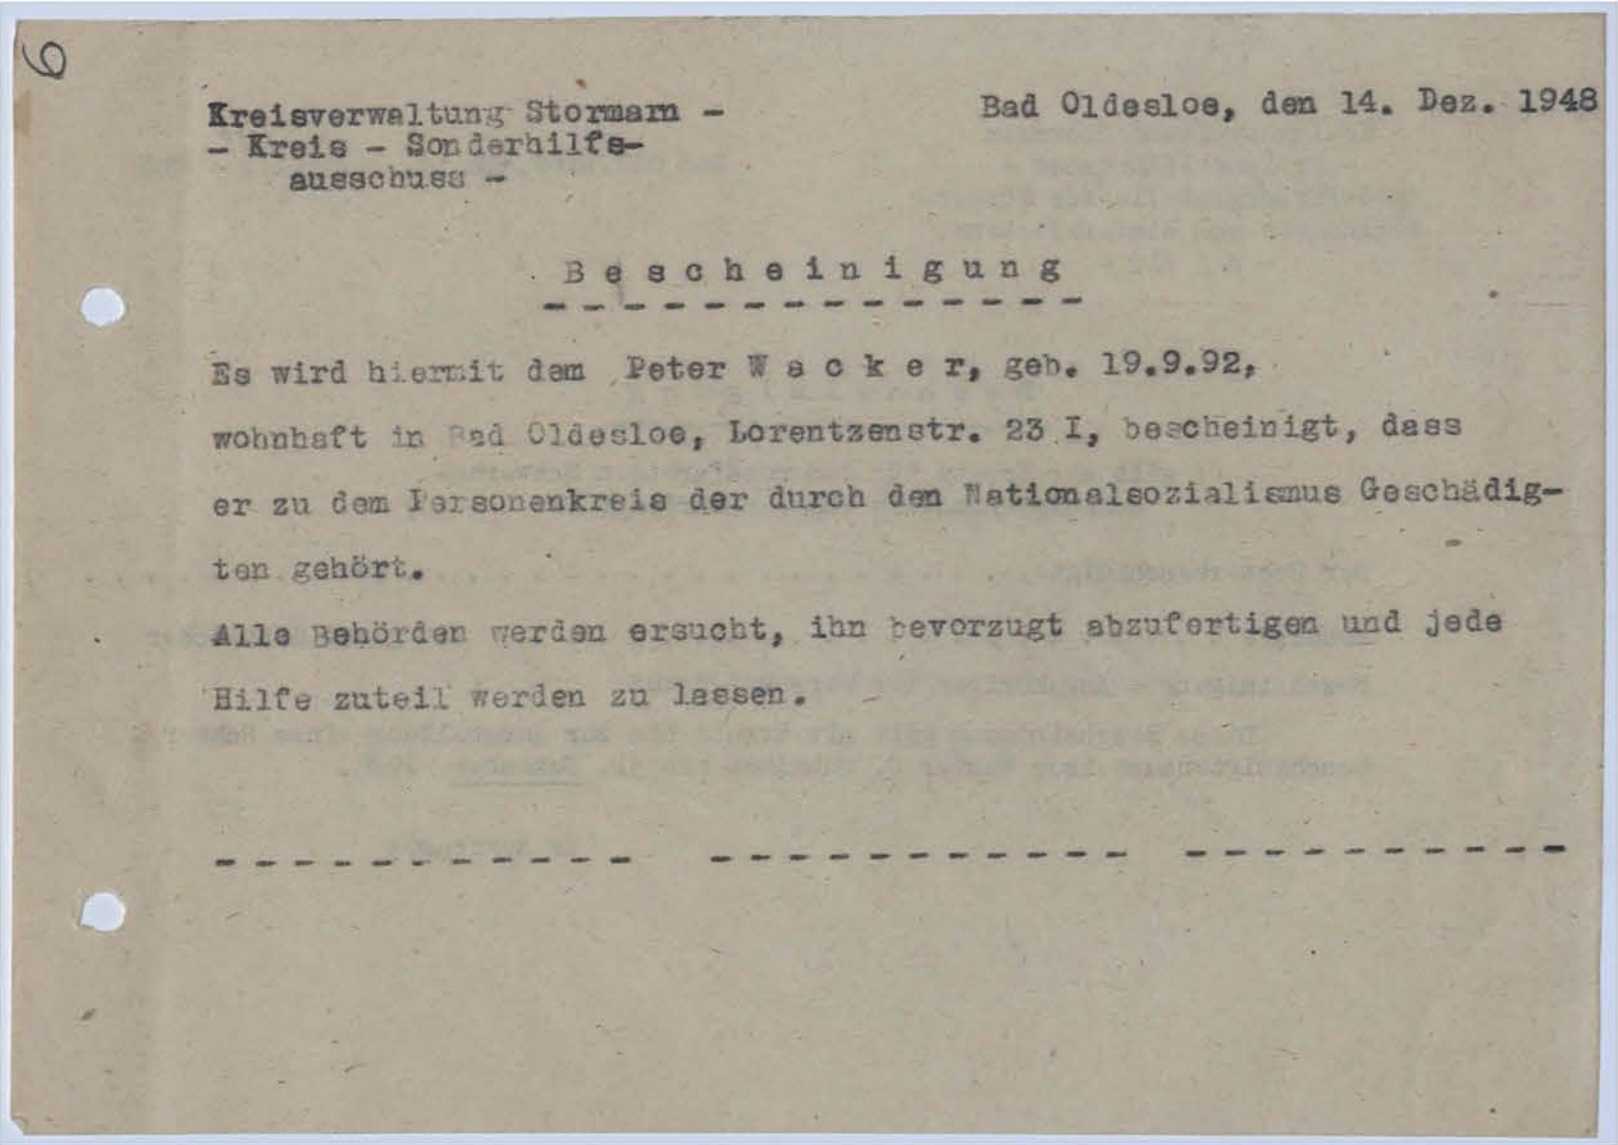 6
Kreisverwaltung Stormarn -
- Kreis - Sonderhilfs-
ausschuss -
Bad Oldesloe, den 14. Dez. 1948
Bescheinigung
Es wird hiermit dem Peter Wacker, geb. 19.9.92,
wohnhaft in Bad Oldesloe, Lorentzenstr. 23 I, bescheinigt, dass
er zu dem Personenkreis der durch den Nationalsozialismus Geschädig-
ten gehört.
Alle Behörden werden ersucht, ihn bevorzugt abzufertigen und jede
Hilfe zuteil werden zu lassen.